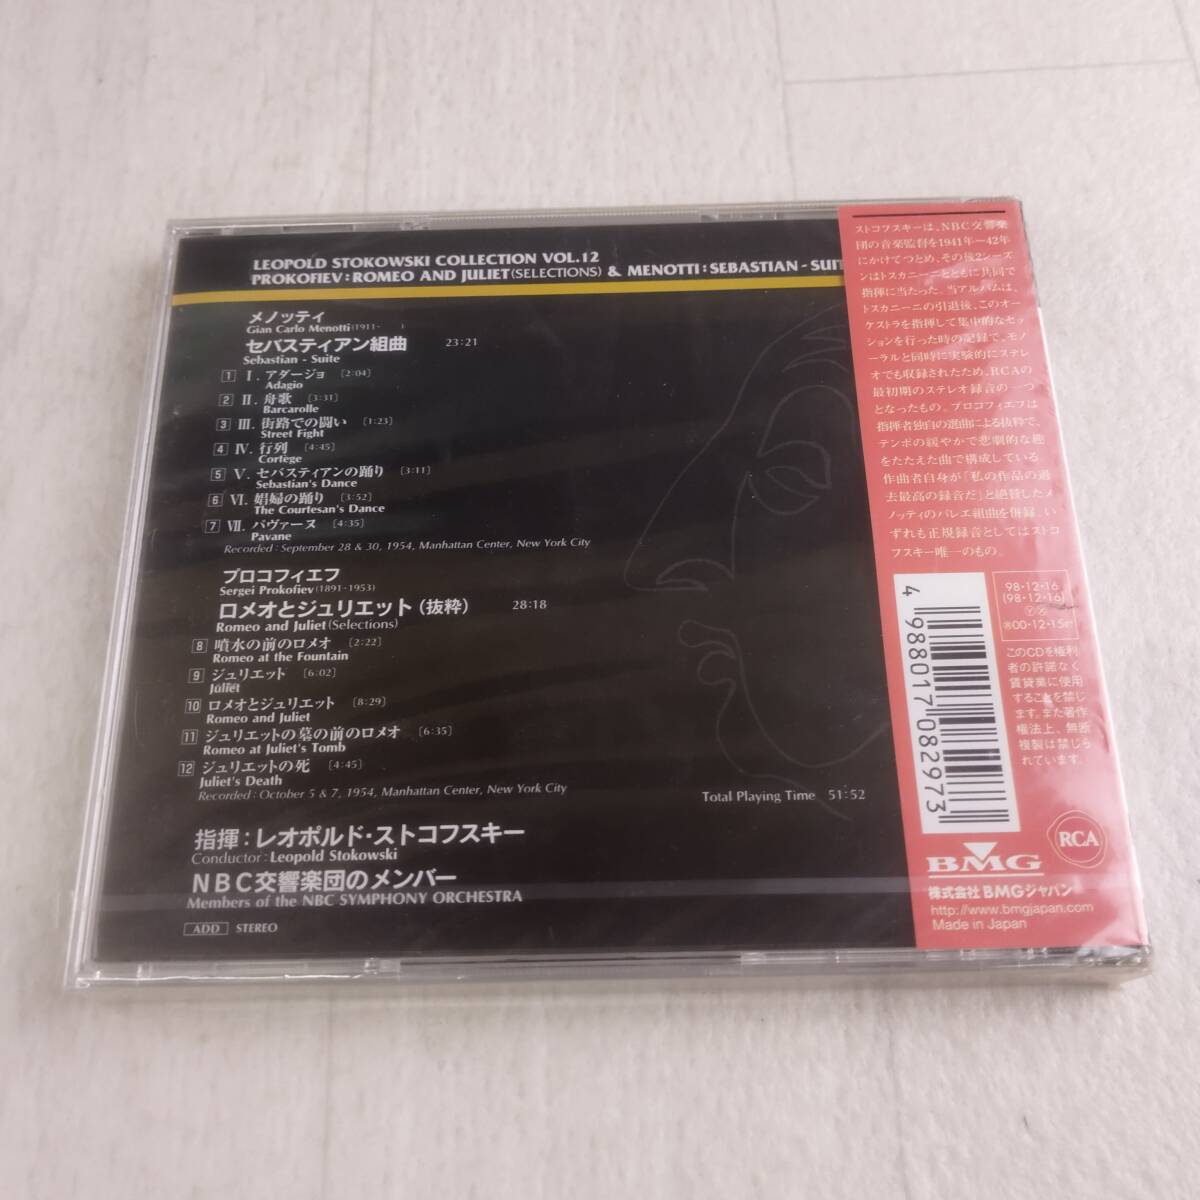 LEOPOLD STOKOWSKI COLLECTION VOL.12
PROKOFIEV:ROMEO AND JULIET(SELECTIONS) & MENOTTI:SEBASTIAN-SUIT
メノッティ
Gian Carlo Menotti(1911- )
セバスティアン組曲 23:21
Sebastian - Suite
1 I. アダージョ [2:04]
Adagio
2 II. 舟歌 [3:31]
Barcarolle
3 III. 街路での闘い [1:23]
Street Fight
4 IV. 行列 [4:45]
Cortège
5 V. セバスティアンの踊り [3:11]
Sebastian's Dance
6 VI. 娼婦の踊り [3:52]
The Courtesan's Dance
7 VII. パヴァーヌ [4:35]
Pavane
Recorded: September 28 & 30, 1954, Manhattan Center, New York City
プロコフィエフ
Sergei Prokofiev(1891-1953)
ロメオとジュリエット(抜粋) 28:18
Romeo and Juliet(Selections)
8 噴水の前のロメオ [2:22]
Romeo at the Fountain
9 ジュリエット [6:02]
Juliet
10 ロメオとジュリエット [8:29]
Romeo and Juliet
11 ジュリエットの墓の前のロメオ [6:35]
Romeo at Juliet's Tomb
12 ジュリエットの死 [4:45]
Juliet's Death
Recorded: October 5 & 7, 1954, Manhattan Center, New York City
Total Playing Time 51:52
指揮:レオポルド・ストコフスキー
Conductor: Leopold Stokowski
NBC交響楽団のメンバー
Members of the NBC SYMPHONY ORCHESTRA
ADD STEREO
ストコフスキーは、NBC交響楽
団の音楽監督を1941年-42年
にかけてつとめ、その後2シーズ
ンはトスカニーニとともに共同で
指揮に当たった。当アルバムは、
トスカニーニの引退後、このオー
ケストラを指揮して集中的なセッ
ションを行った時の記録で、モノ
ーラルと同時に実験的にステレ
オでも収録されたため、RCAの
最初期のステレオ録音の一つ
となったもの。プロコフィエフは
指揮者独自の選曲による抜粋で、
テンポの緩やかで悲劇的な趣
をたたえた曲で構成している。
作曲者自身が「私の作品の過
去最高の録音だ」と絶賛したメ
ノッティのバレエ組曲を併録。い
ずれも正規録音としてはストコ
フスキー唯一のもの。
98・12・16
(98・12・16)
00・12・15
4 988017 082973
このCDを権利
者の許諾なく
賃貸業に使用
することを禁じ
ます。また著作
権法上、無断
複製は禁じら
れています。
BMG
RCA
株式会社BMGジャパン
http://www.bmgjapan.com
Made in Japan